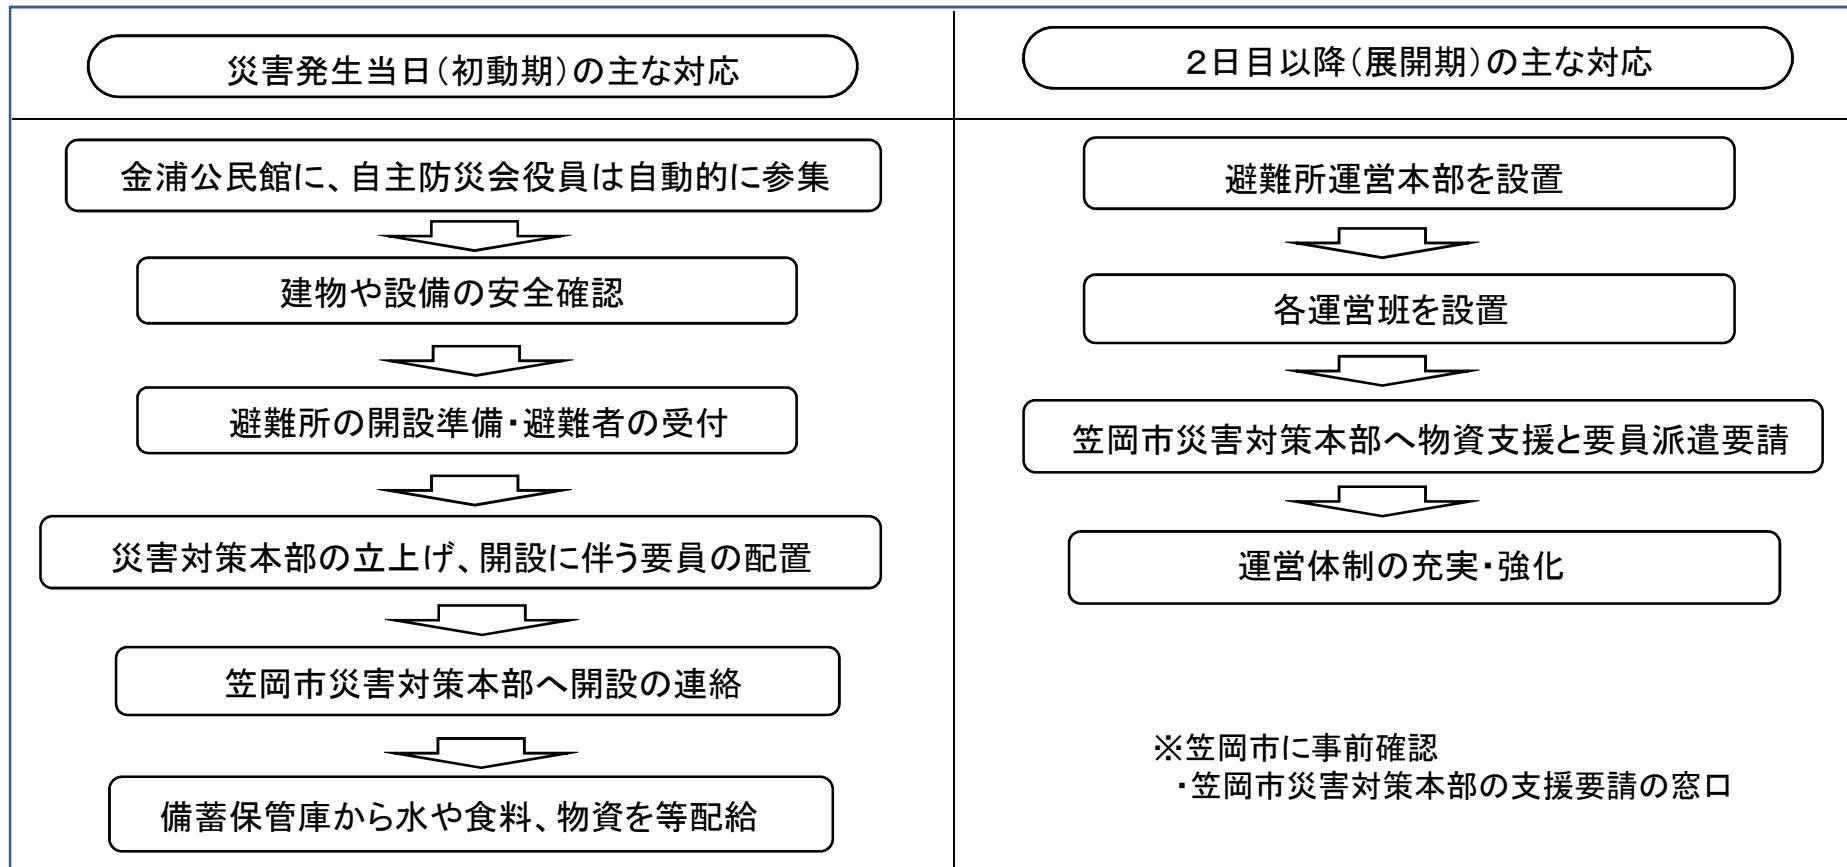 災害発生当日（初動期）の主な対応
金浦公民館に、自主防災会役員は自動的に参集
建物や設備の安全確認
避難所の開設準備・避難者の受付
災害対策本部の立上げ、開設に伴う要員の配置
笠岡市災害対策本部へ開設の連絡
備蓄保管庫から水や食料、物資を等配給
２日目以降（展開期）の主な対応
避難所運営本部を設置
各運営班を設置
笠岡市災害対策本部へ物資支援と要員派遣要請
運営体制の充実・強化
※笠岡市に事前確認
・笠岡市災害対策本部の支援要請の窓口